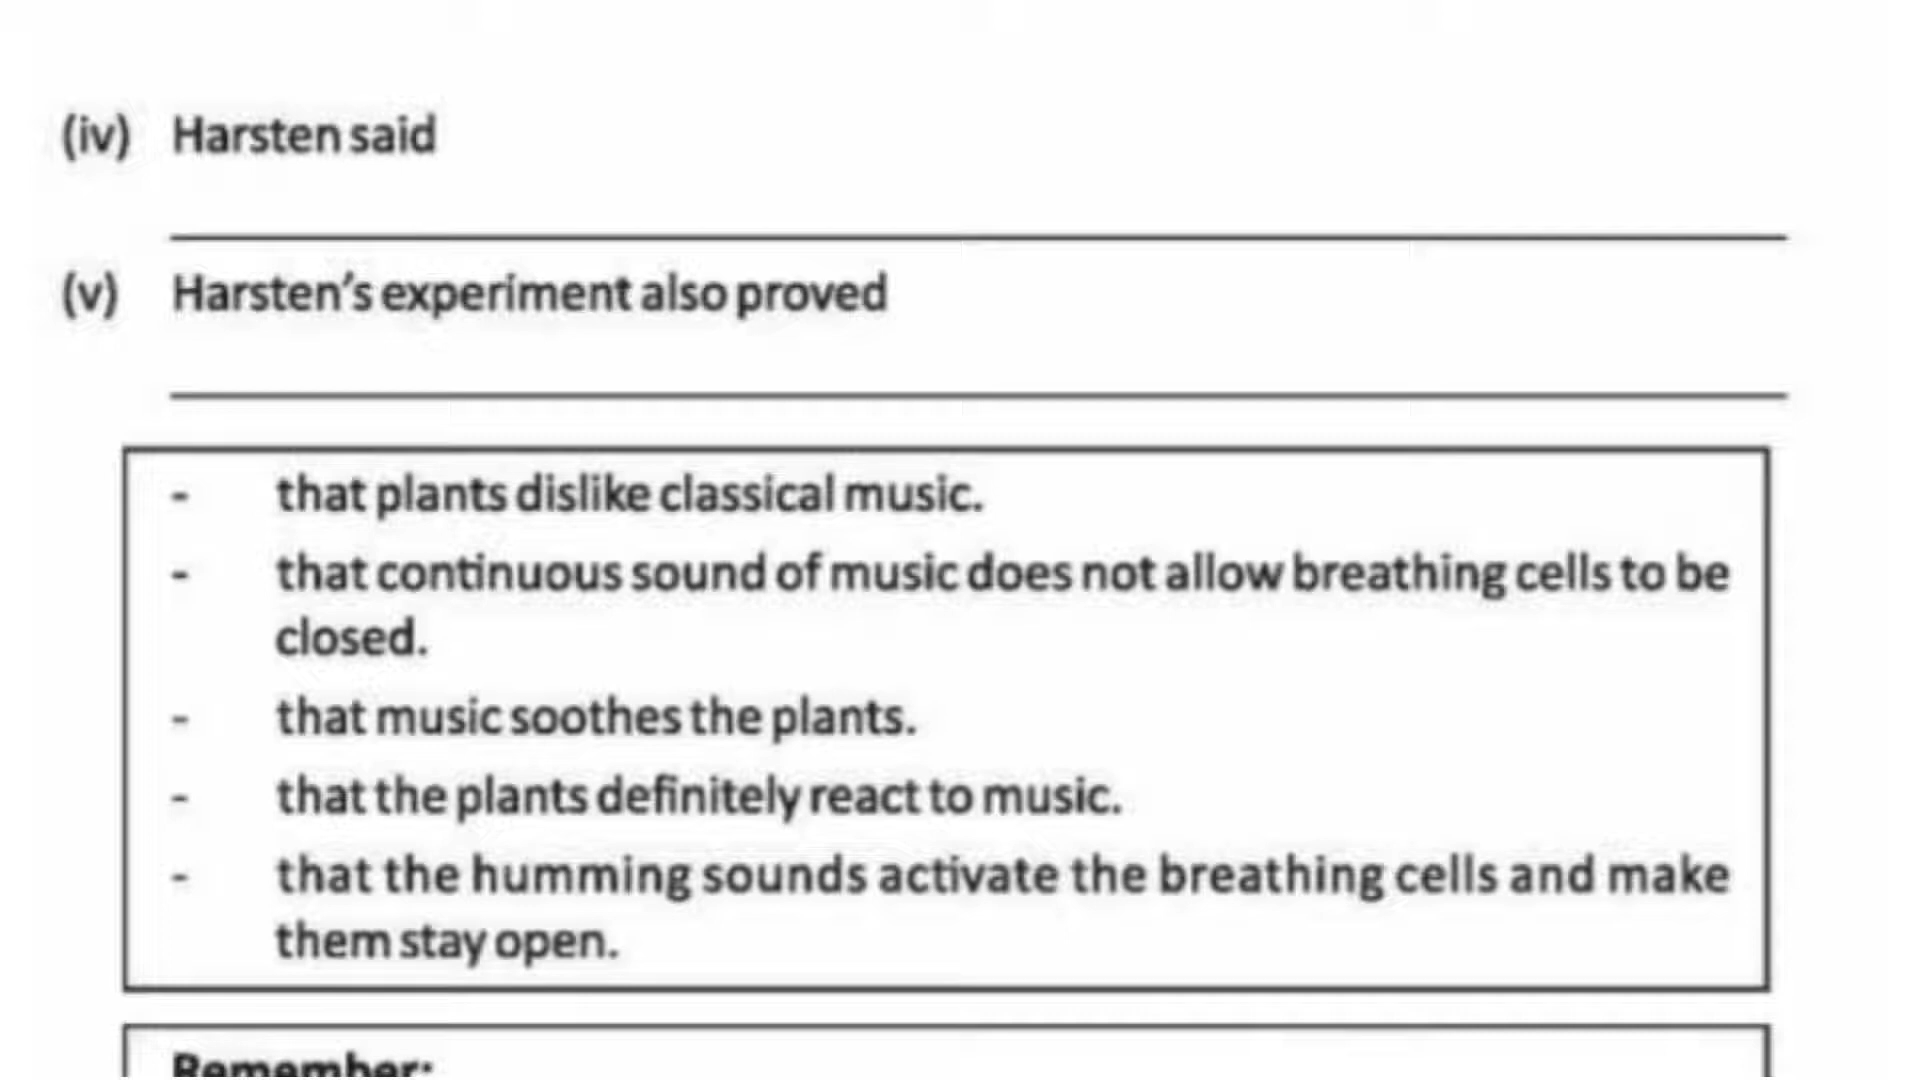 (iv) Harsten said
(v) Harsten's experiment also proved
- that plants dislike classical music.
- that continuous sound of music does not allow breathing cells to be
closed.
- that music soothes the plants.
- that the plants definitely react to music.
- that the humming sounds activate the breathing cells and make
them stay open.
Remember: